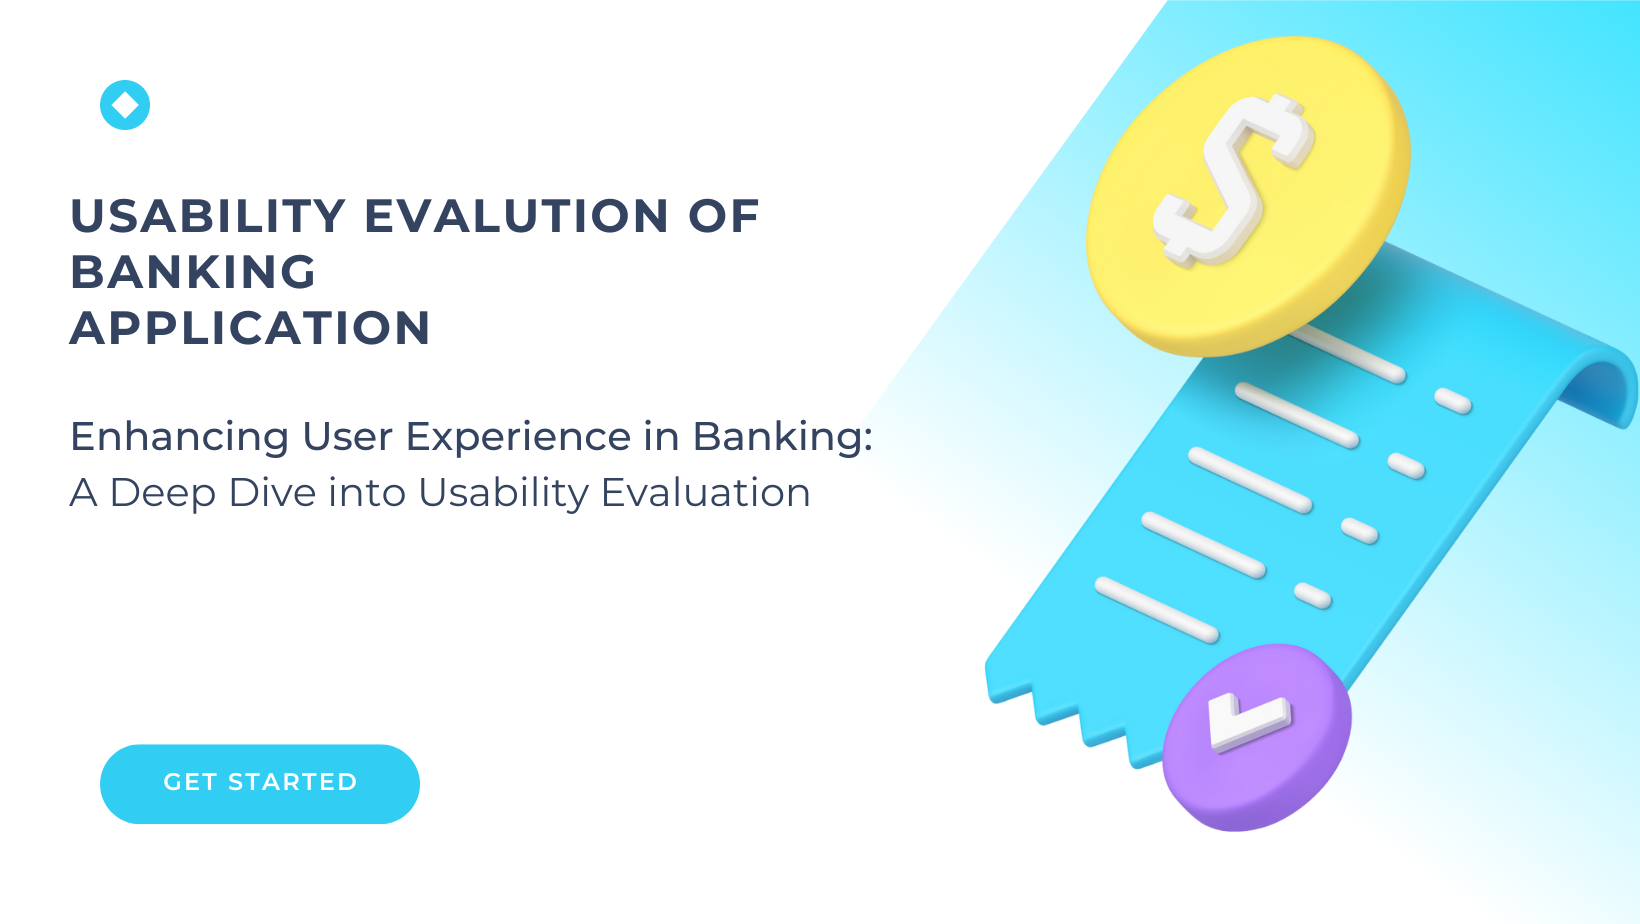 USABILITY EVALUTION OF
BANKING
APPLICATION
Enhancing User Experience in Banking:
A Deep Dive into Usability Evaluation
GET STARTED
$